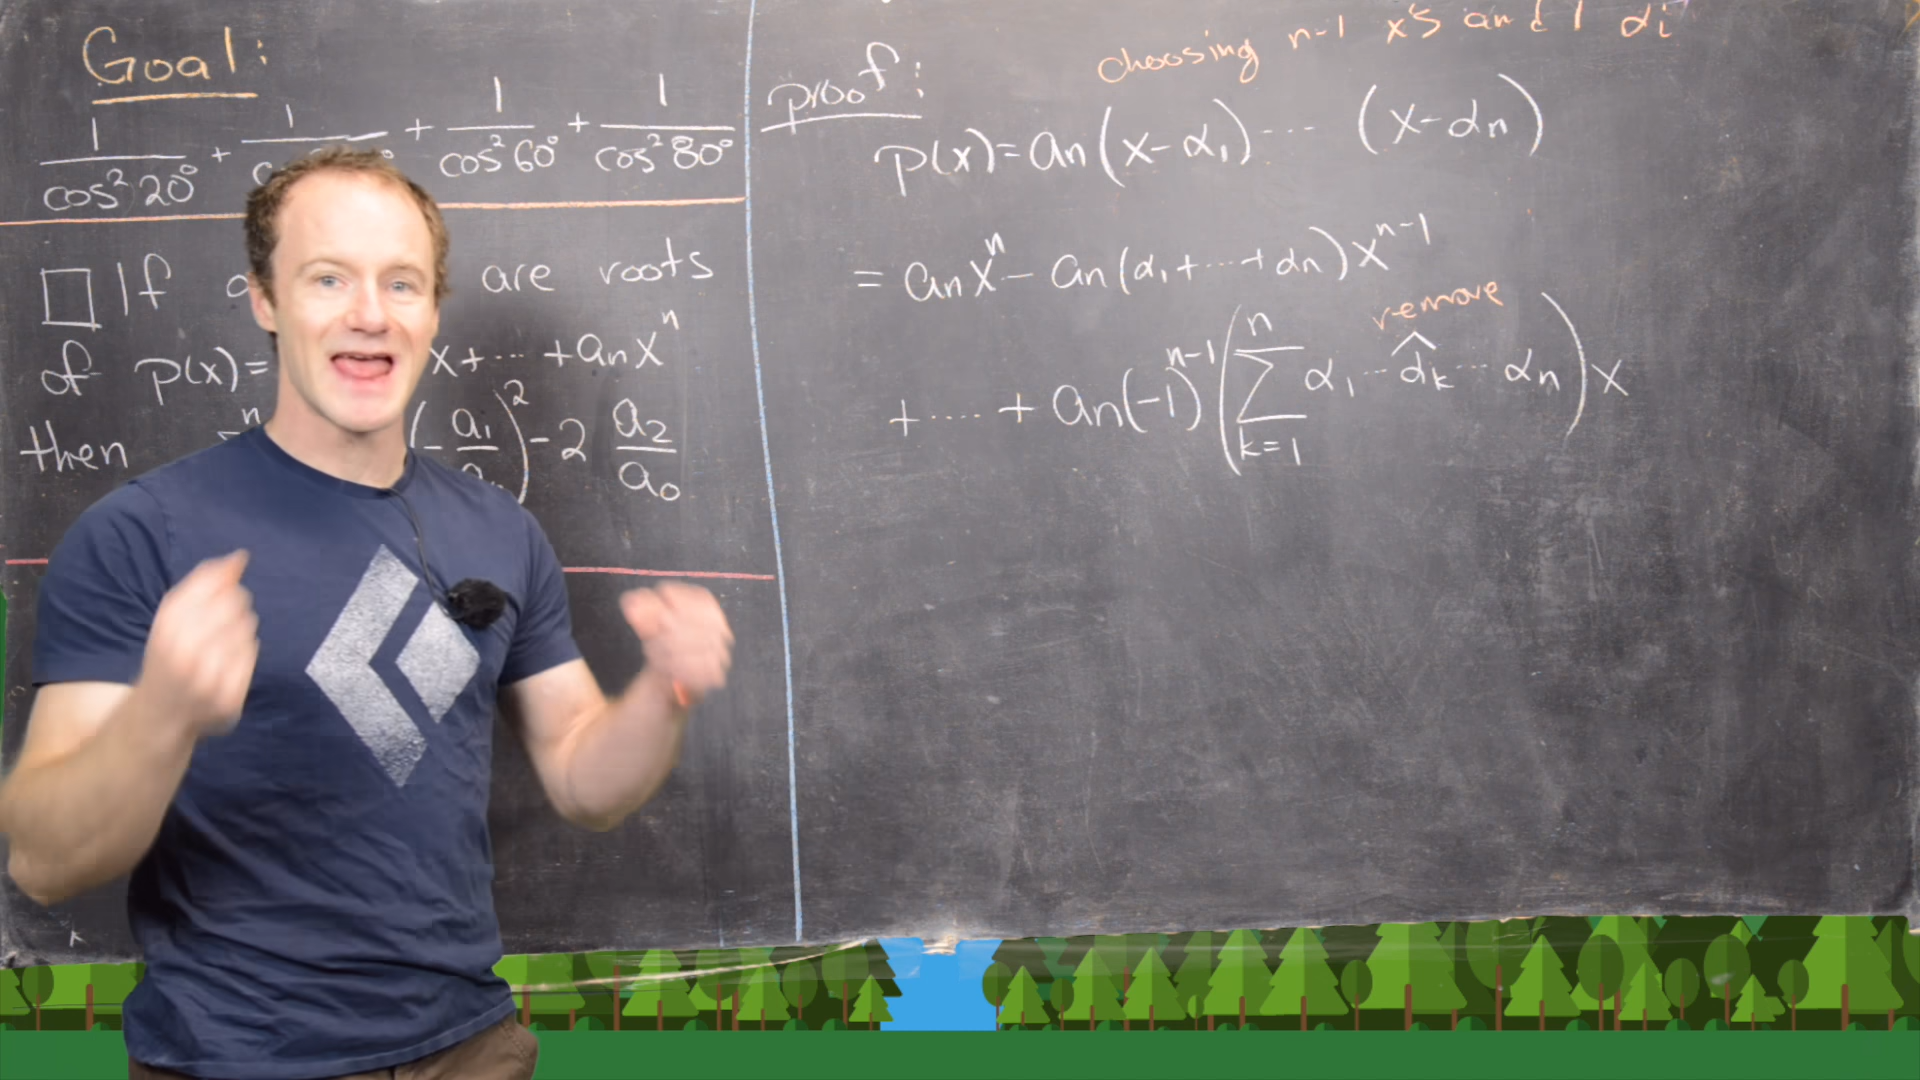 Goal:
1/cos²20° + 1/c ° + 1/cos²60° + 1/cos²80°
□ If are roots
of p(x)= x+⋯+aₙxⁿ
then n (-a₁/a )²-2 a₂/a₀
choosing n-1 x's and 1 αᵢ
proof:
p(x)=aₙ(x-α₁)⋯(x-αₙ)
= aₙxⁿ - aₙ(α₁+⋯+αₙ)xⁿ⁻¹
remove
+⋯+ aₙ(-1)ⁿ⁻¹(∑ₖ₌₁ⁿ α₁⋯α̂ₖ⋯αₙ)x